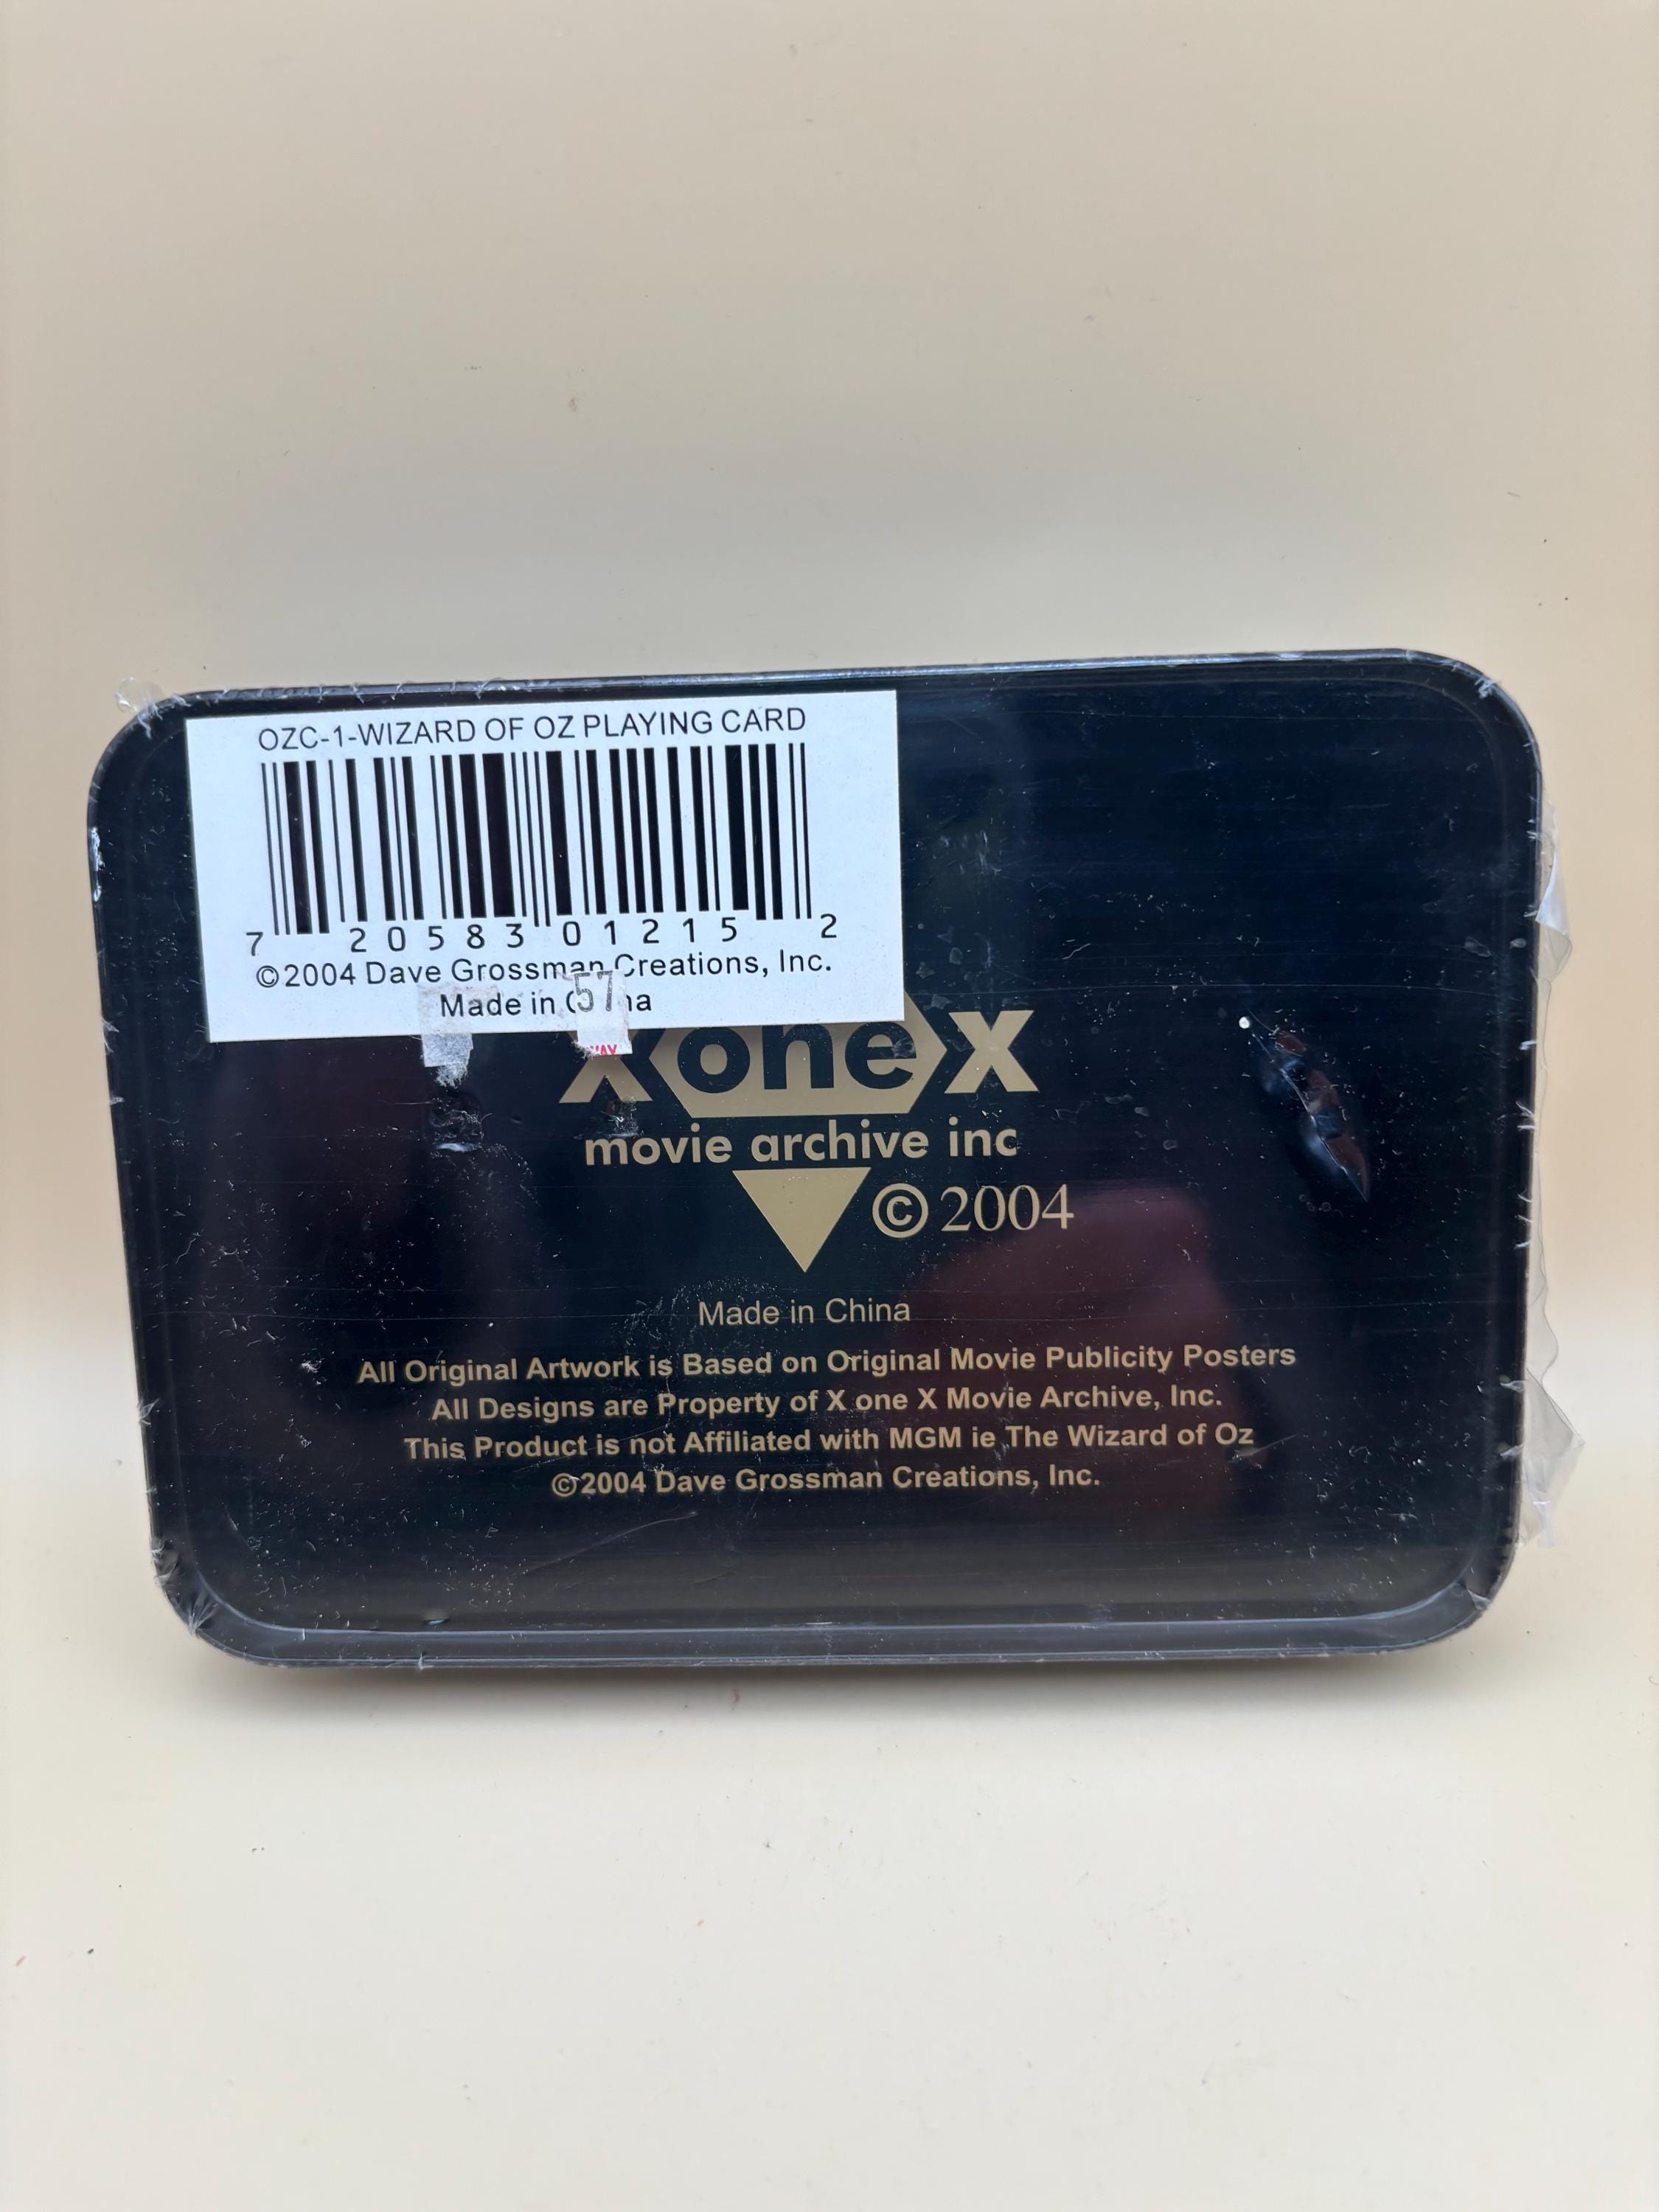 OZC-1-WIZARD OF OZ PLAYING CARD
7 20583 01215 2
©2004 Dave Grossman Creations, Inc.
Made in
57
X one X
movie archive inc
© 2004
Made in China
All Original Artwork is Based on Original Movie Publicity Posters
All Designs are Property of X one X Movie Archive, Inc.
This Product is not Affiliated with MGM ie The Wizard of Oz
©2004 Dave Grossman Creations, Inc.